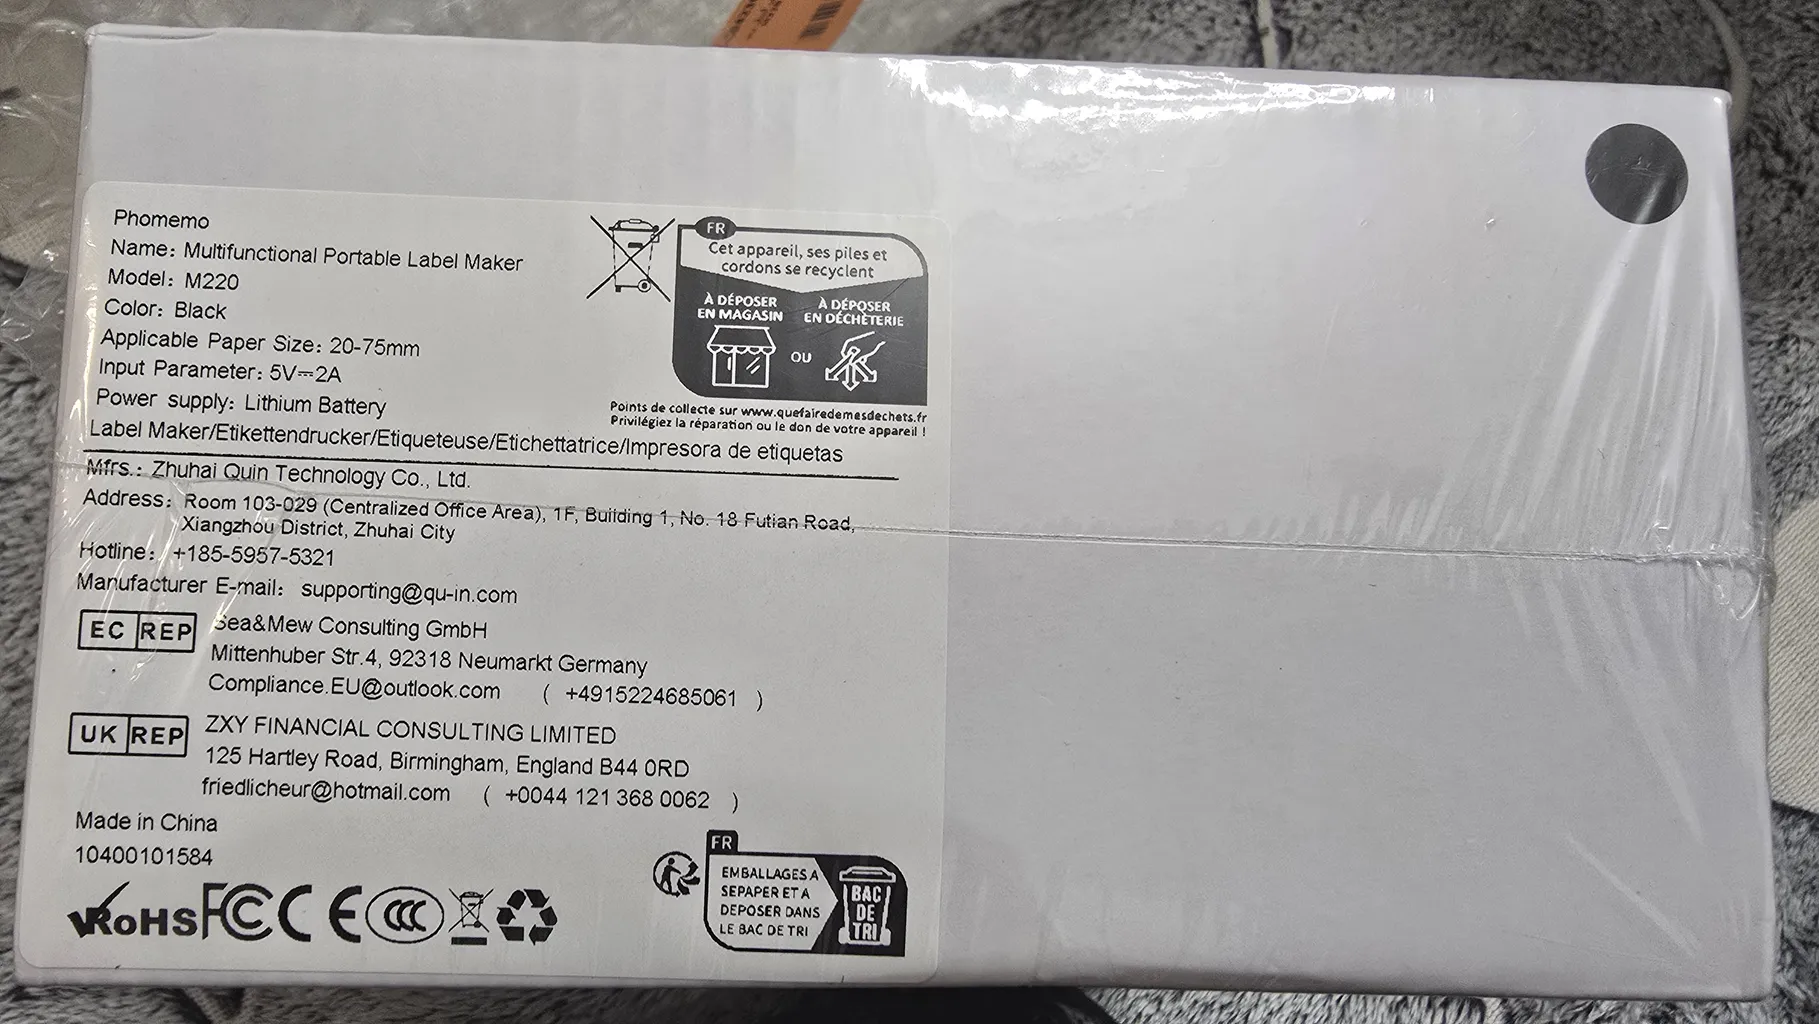 Phomemo
Name: Multifunctional Portable Label Maker
Model: M220
Color: Black
Applicable Paper Size: 20-75mm
Input Parameter: 5V⎓2A
Power supply: Lithium Battery
Label Maker/Etikettendrucker/Etiqueteuse/Etichettatrice/Impresora de etiquetas
FR
Cet appareil, ses piles et
cordons se recyclent
À DÉPOSER
EN MAGASIN
OU
À DÉPOSER
EN DÉCHÈTERIE
Points de collecte sur www.quefairedemesdechets.fr
Privilégiez la réparation ou le don de votre appareil !
Mfrs.: Zhuhai Quin Technology Co., Ltd.
Address: Room 103-029 (Centralized Office Area), 1F, Building 1, No. 18 Futian Road,
Xiangzhou District, Zhuhai City
Hotline: +185-5957-5321
Manufacturer E-mail: supporting@qu-in.com
EC REP
Sea&Mew Consulting GmbH
Mittenhuber Str.4, 92318 Neumarkt Germany
Compliance.EU@outlook.com ( +4915224685061 )
UK REP
ZXY FINANCIAL CONSULTING LIMITED
125 Hartley Road, Birmingham, England B44 0RD
friedlicheur@hotmail.com ( +0044 121 368 0062 )
Made in China
10400101584
RoHS FC CE CCC
FR
EMBALLAGES A
SEPAPER ET A
DEPOSER DANS
LE BAC DE TRI
BAC
DE
TRI